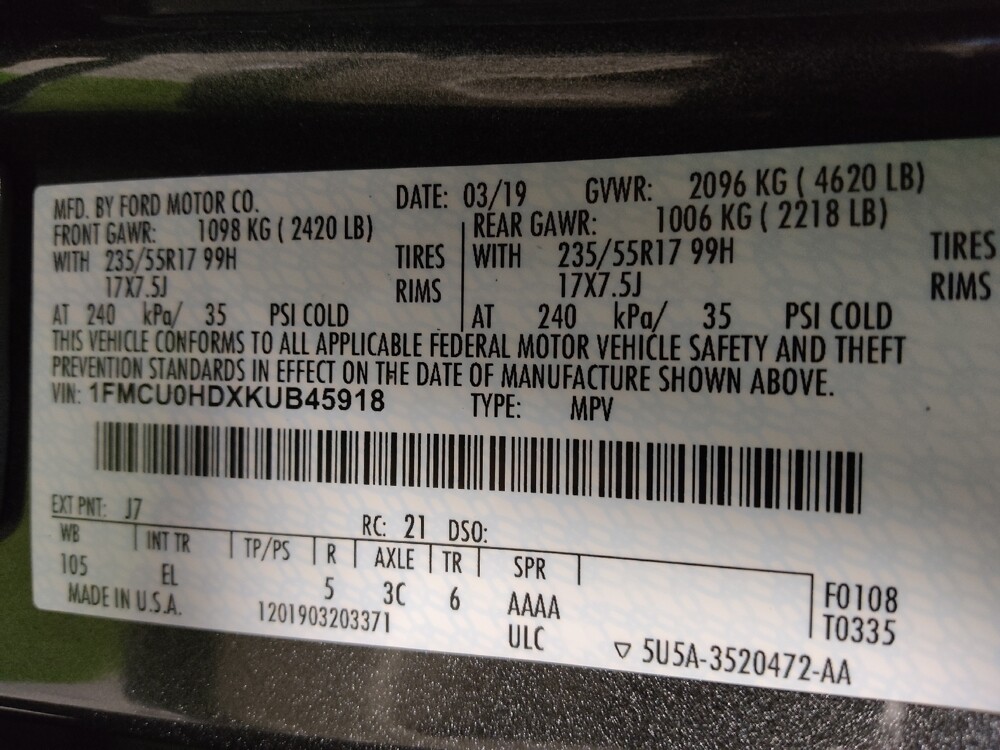 MFD. BY FORD MOTOR CO. DATE: 03/19 GVWR: 2096 KG ( 4620 LB)
FRONT GAWR: 1098 KG ( 2420 LB) REAR GAWR: 1006 KG ( 2218 LB)
WITH 235/55R17 99H TIRES WITH 235/55R17 99H TIRES
17X7.5J RIMS 17X7.5J RIMS
AT 240 kPa/ 35 PSI COLD AT 240 kPa/ 35 PSI COLD
THIS VEHICLE CONFORMS TO ALL APPLICABLE FEDERAL MOTOR VEHICLE SAFETY AND THEFT
PREVENTION STANDARDS IN EFFECT ON THE DATE OF MANUFACTURE SHOWN ABOVE.
VIN: 1FMCU0HDXKUB45918 TYPE: MPV
EXT PNT: J7 RC: 21 DSO:
WB INT TR TP/PS R AXLE TR SPR
105 EL 5 3C 6 AAAA F0108
MADE IN U.S.A. 1201903203371 ULC T0335
▽ 5U5A-3520472-AA